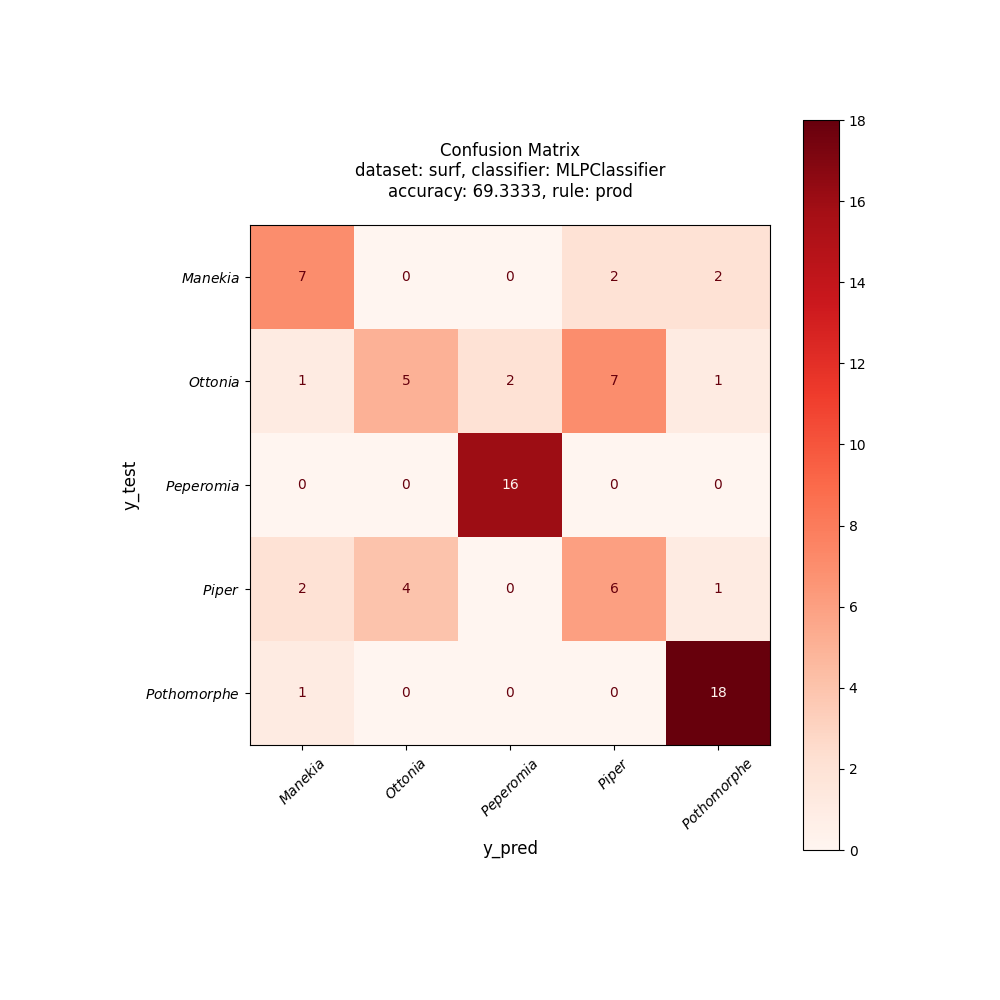 Confusion Matrix
dataset: surf, classifier: MLPClassifier
accuracy: 69.3333, rule: prod
y_test
Manekia 7 0 0 2 2
Ottonia 1 5 2 7 1
Peperomia 0 0 16 0 0
Piper 2 4 0 6 1
Pothomorphe 1 0 0 0 18
Manekia Ottonia Peperomia Piper Pothomorphe
y_pred
18
16
14
12
10
8
6
4
2
0